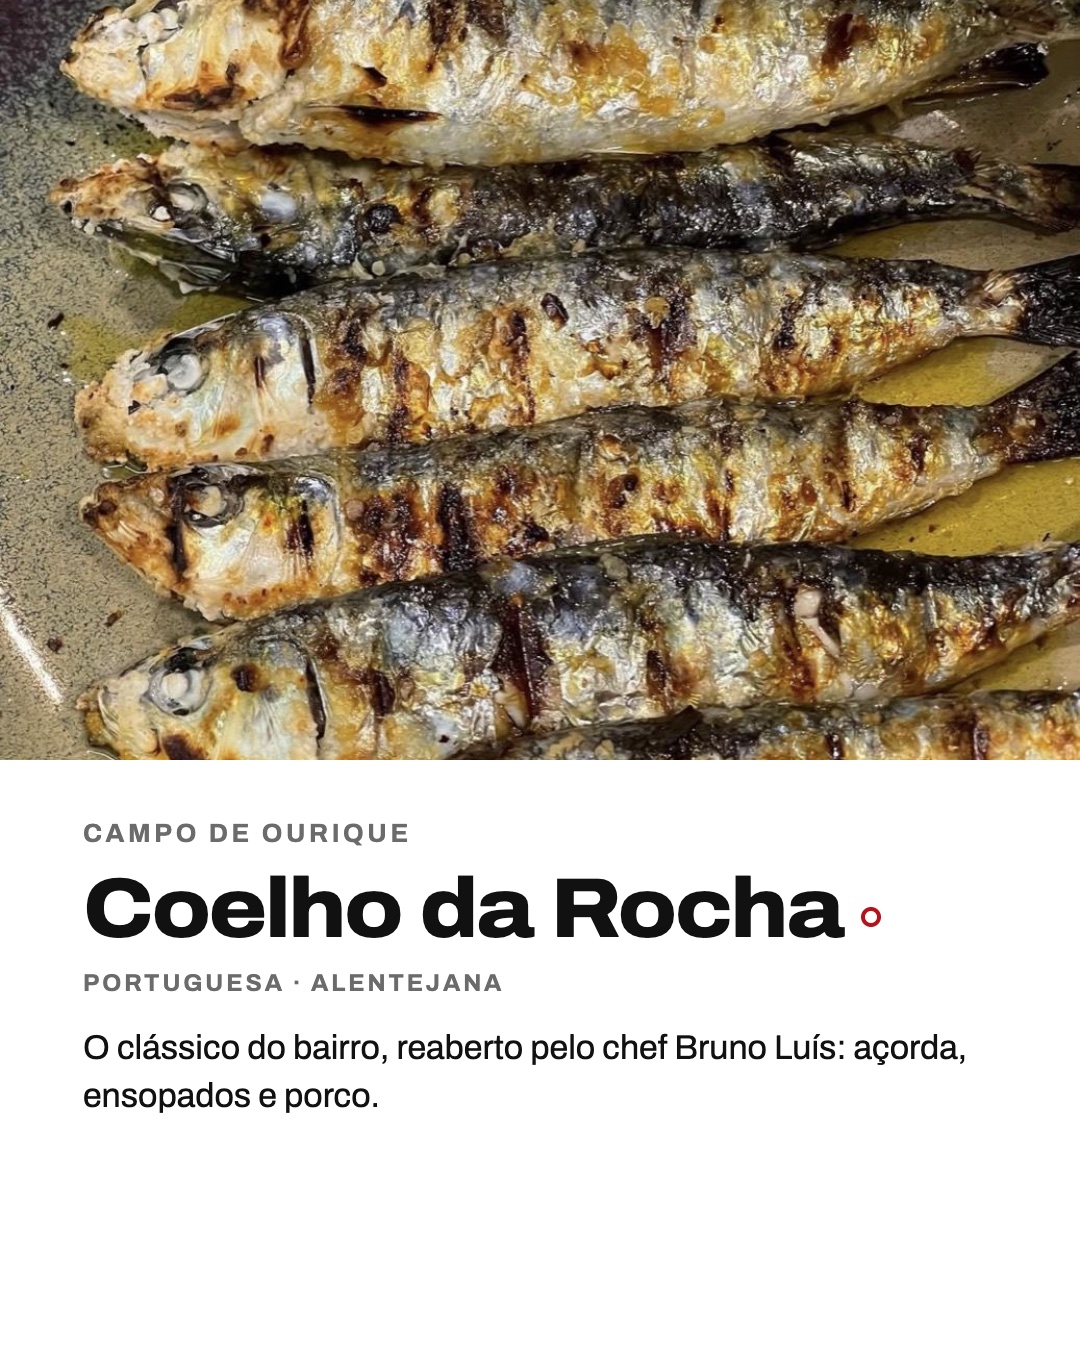 CAMPO DE OURIQUE
Coelho da Rocha
PORTUGUESA · ALENTEJANA
O clássico do bairro, reaberto pelo chef Bruno Luís: açorda,
ensopados e porco.